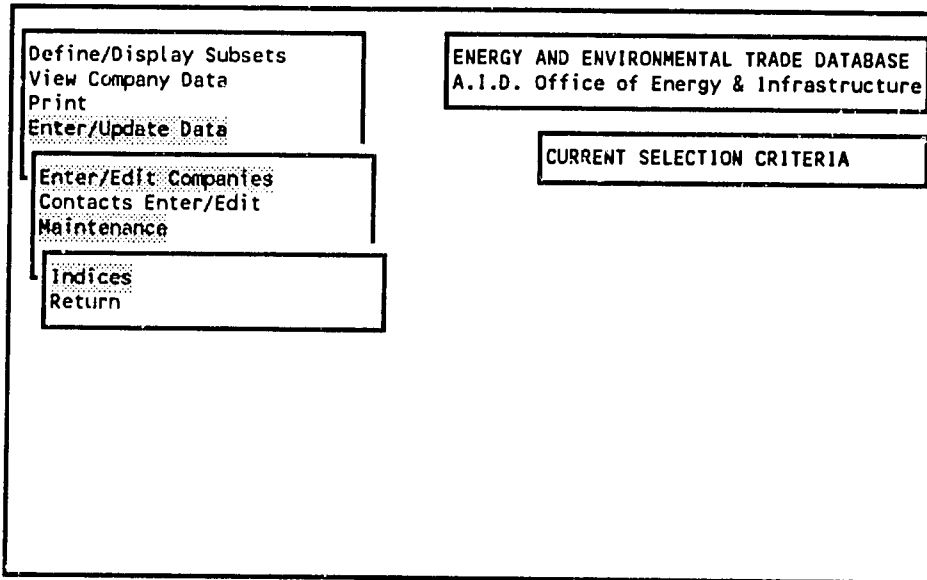 Define/Display Subsets
View Company Data
Print
Enter/Update Data
Enter/Edit Companies
Contacts Enter/Edit
Maintenance
Indices
Return
ENERGY AND ENVIRONMENTAL TRADE DATABASE
A.I.D. Office of Energy & Infrastructure
CURRENT SELECTION CRITERIA